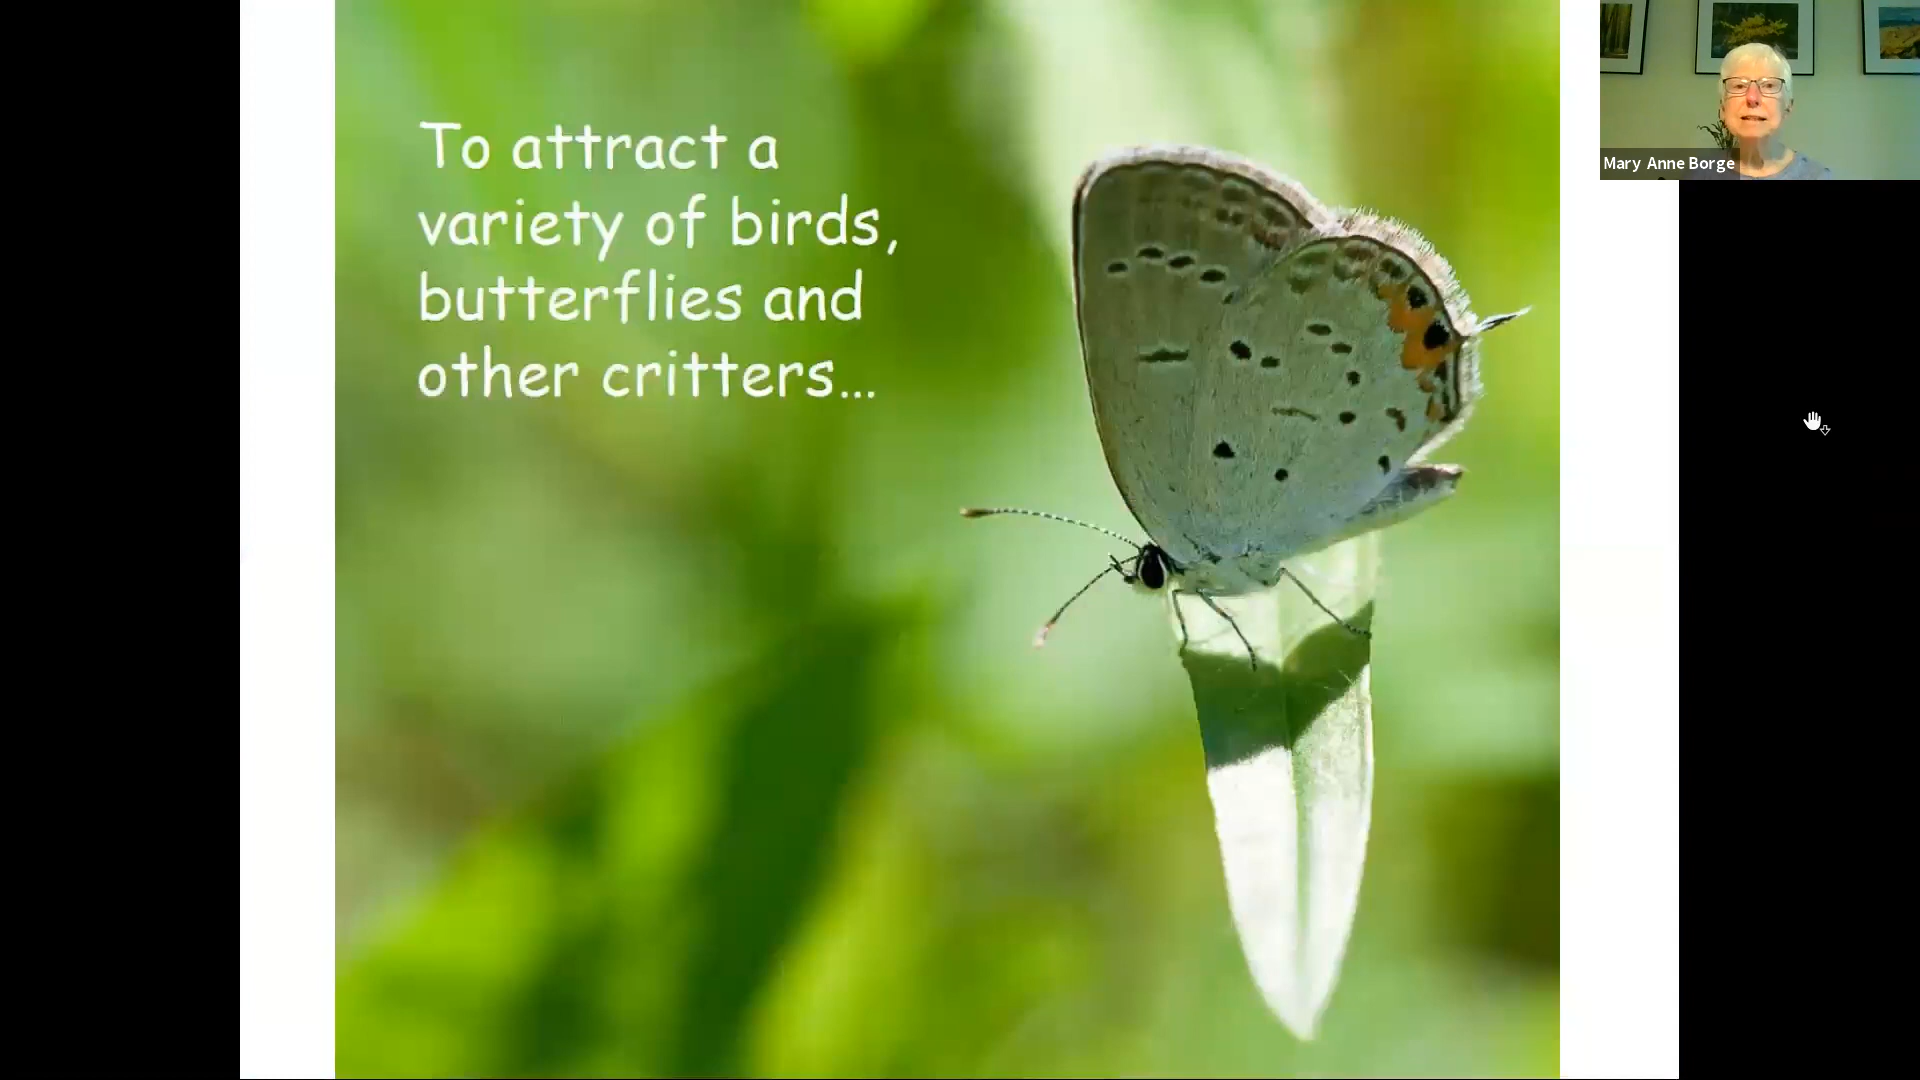 To attract a
variety of birds,
butterflies and
other critters...
Mary Anne Borge